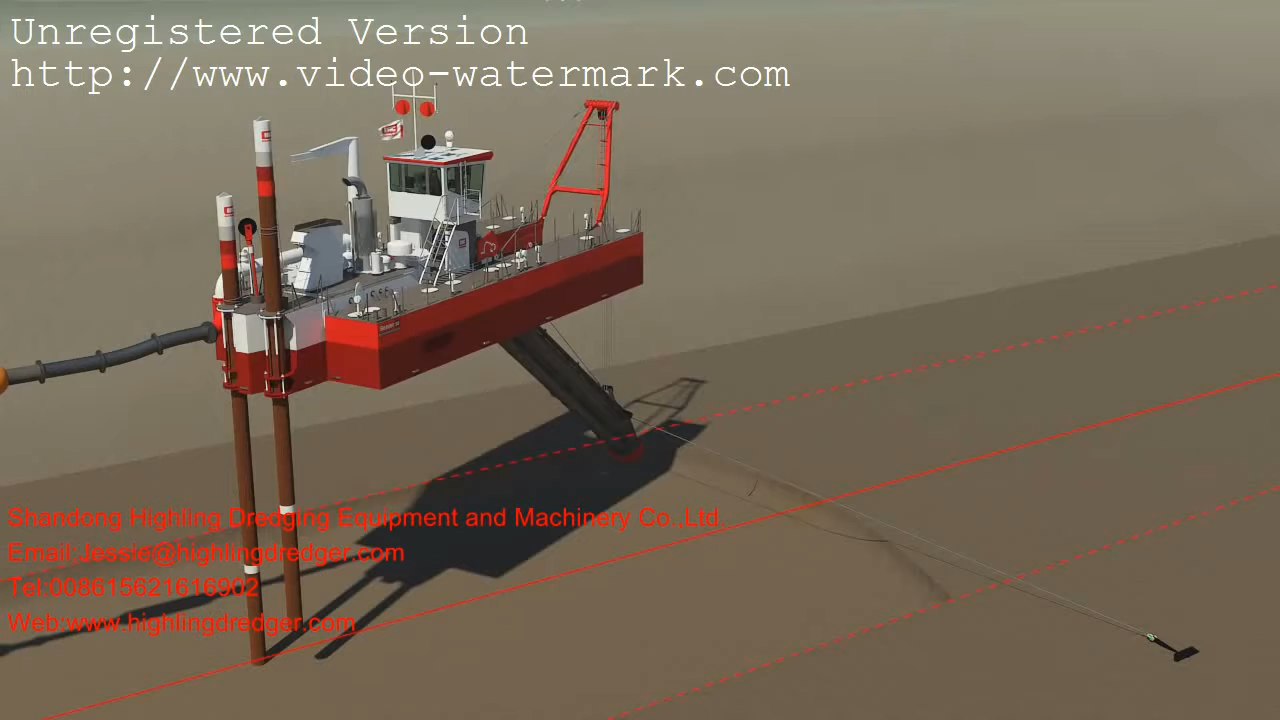 Unregistered Version
http://www.video-watermark.com
Shandong Highling Dredging Equipment and Machinery Co.,Ltd.
Email:Jessie@highlingdredger.com
Tel:008615621616902
Web:www.highlingdredger.com